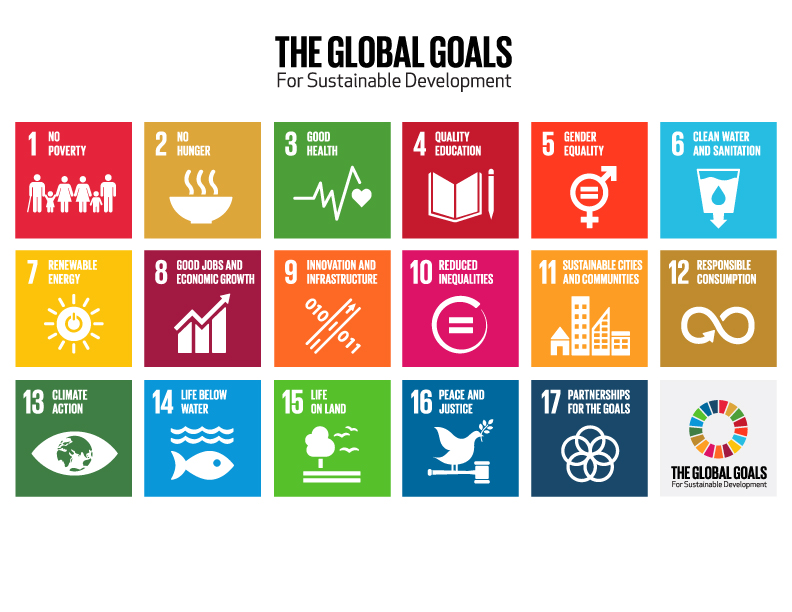 THE GLOBAL GOALS
For Sustainable Development
1 NO
POVERTY
2 NO
HUNGER
3 GOOD
HEALTH
4 QUALITY
EDUCATION
5 GENDER
EQUALITY
6 CLEAN WATER
AND SANITATION
7 RENEWABLE
ENERGY
8 GOOD JOBS AND
ECONOMIC GROWTH
9 INNOVATION AND
INFRASTRUCTURE
010
011
10 REDUCED
INEQUALITIES
11 SUSTAINABLE CITIES
AND COMMUNITIES
12 RESPONSIBLE
CONSUMPTION
13 CLIMATE
ACTION
14 LIFE BELOW
WATER
15 LIFE
ON LAND
16 PEACE AND
JUSTICE
17 PARTNERSHIPS
FOR THE GOALS
THE GLOBAL GOALS
For Sustainable Development